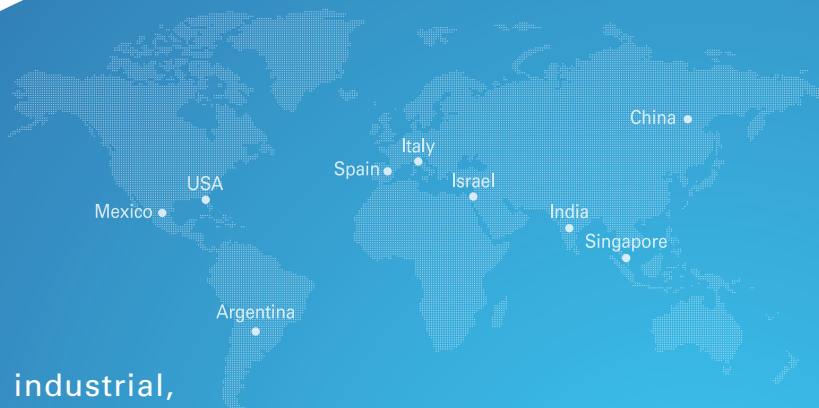 China
Italy
Spain
Israel
USA
Mexico
India
Singapore
Argentina
industrial,